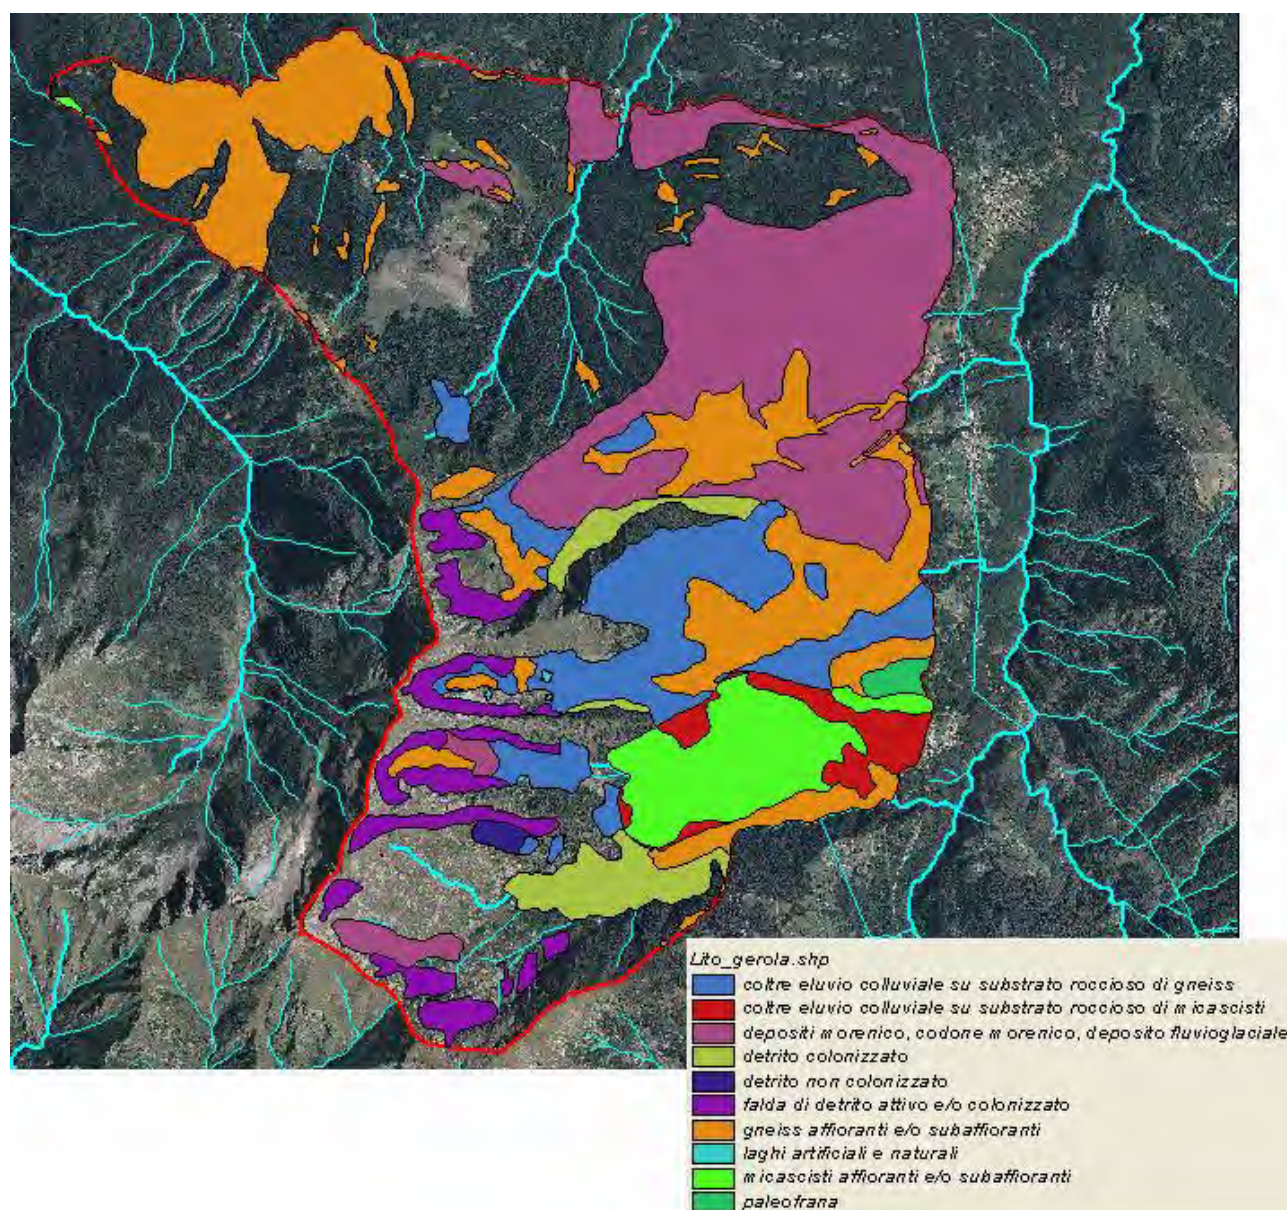 Lito_gerola.shp
coltre eluvio colluviale su substrato roccioso di gneiss
coltre eluvio colluviale su substrato roccioso di micascisti
depositi morenico, codone morenico, deposito fluvioglaciale
detrito colonizzato
detrito non colonizzato
falda di detrito attivo e/o colonizzato
gneiss affioranti e/o subaffioranti
laghi artificiali e naturali
micascisti affioranti e/o subaffioranti
paleofrana